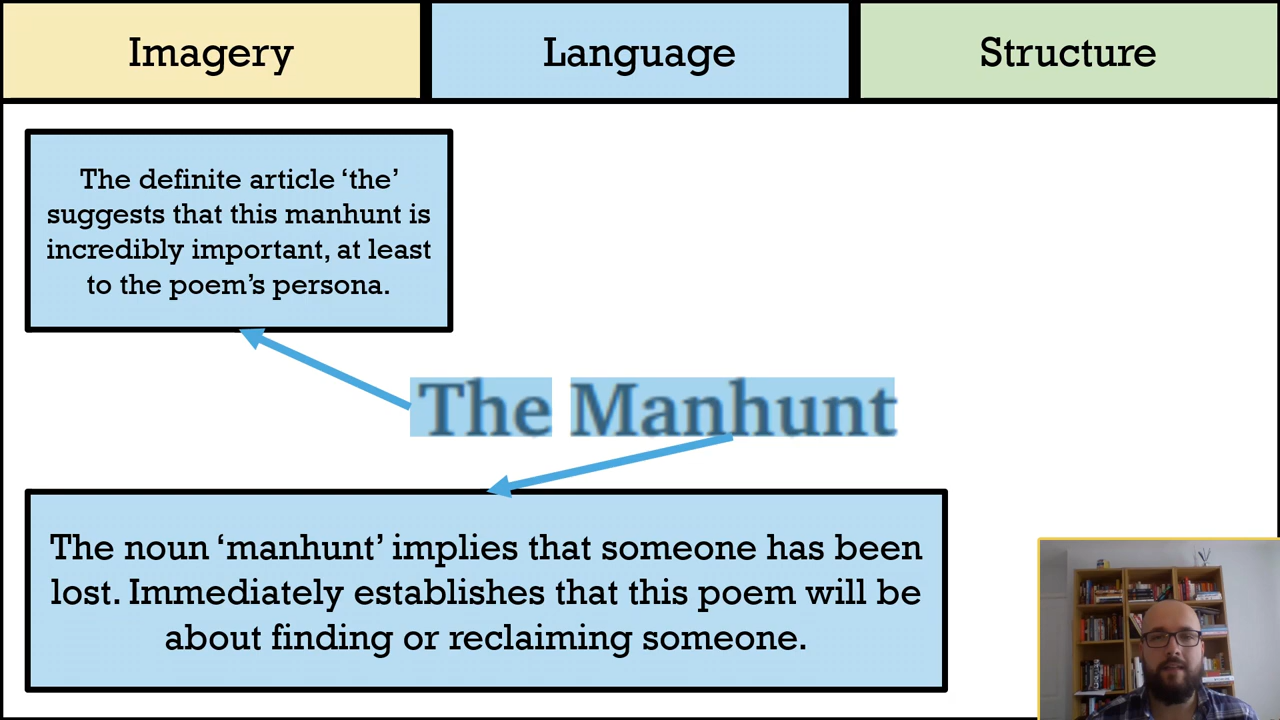 Imagery
Language
Structure
The definite article ‘the’
suggests that this manhunt is
incredibly important, at least
to the poem’s persona.
The Manhunt
The noun ‘manhunt’ implies that someone has been
lost. Immediately establishes that this poem will be
about finding or reclaiming someone.